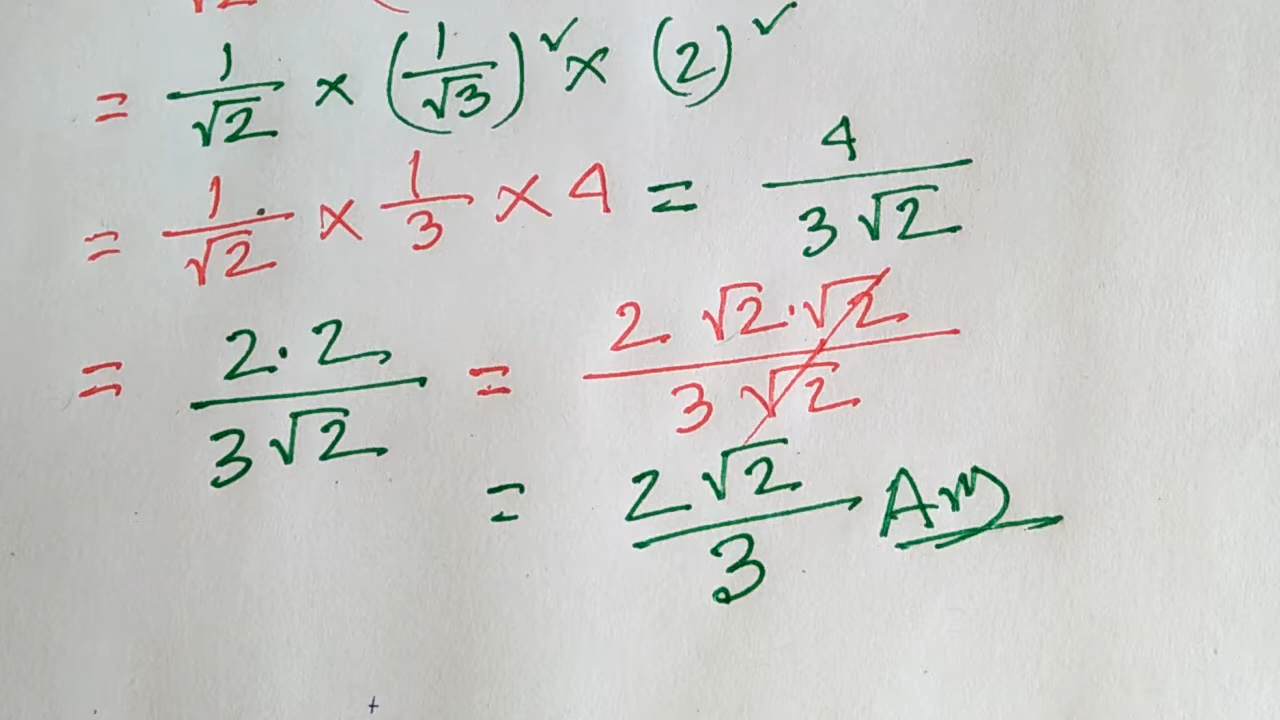 = 1/√2 × (1/√3)² × (2)²
= 1/√2 × 1/3 × 4 = 4/3√2
= 2·2/3√2 = 2√2·√2/3√2
= 2√2/3 Ans